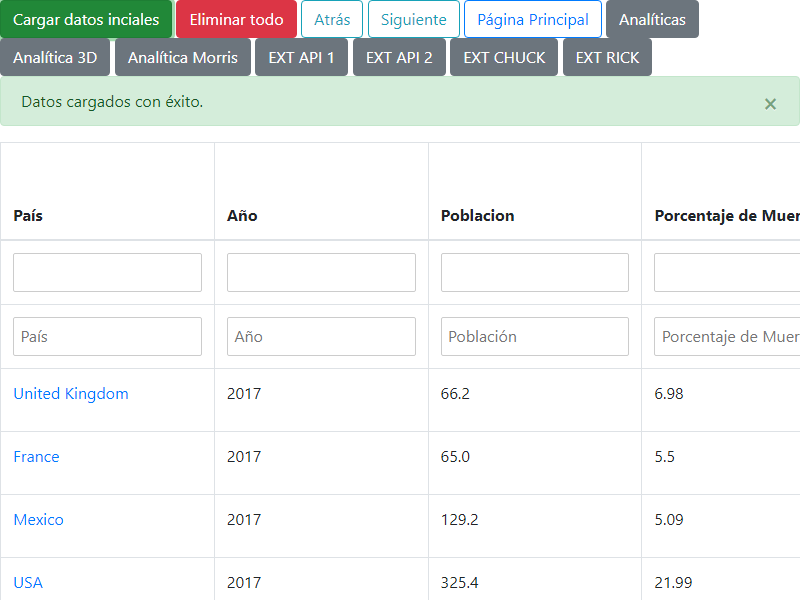 Cargar datos inciales Eliminar todo Atrás Siguiente Página Principal Analíticas
Analítica 3D Analítica Morris EXT API 1 EXT API 2 EXT CHUCK EXT RICK
Datos cargados con éxito. ×
País Año Poblacion Porcentaje de Muer
País Año Población Porcentaje de Muer
United Kingdom 2017 66.2 6.98
France 2017 65.0 5.5
Mexico 2017 129.2 5.09
USA 2017 325.4 21.99